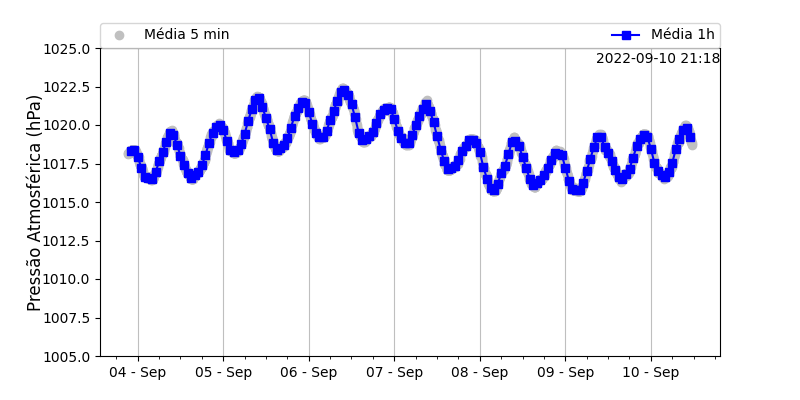 Média 5 min
Média 1h
2022-09-10 21:18
Pressão Atmosférica (hPa)
1025.0
1022.5
1020.0
1017.5
1015.0
1012.5
1010.0
1007.5
1005.0
04 - Sep
05 - Sep
06 - Sep
07 - Sep
08 - Sep
09 - Sep
10 - Sep